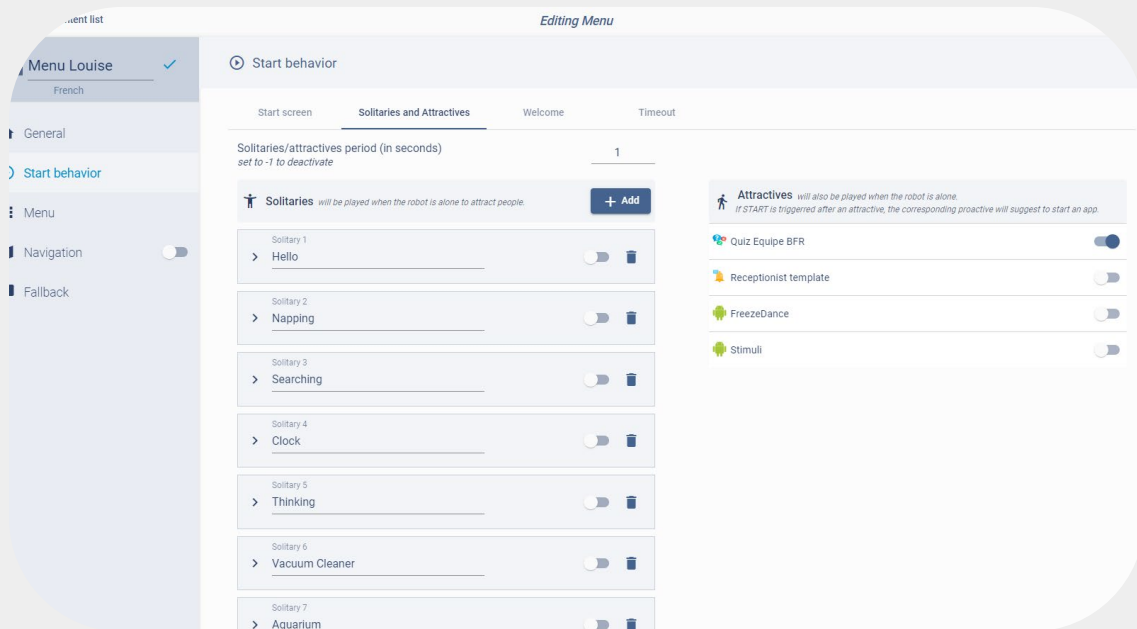 list
Editing Menu
Menu Louise
French
General
Start behavior
Menu
Navigation
Fallback
Start behavior
Start screen
Solitaries and Attractives
Welcome
Timeout
Solitaries/attractives period (in seconds)
set to -1 to deactivate
1
Solitaries will be played when the robot is alone to attract people.
+ Add
Solitary 1
Hello
Solitary 2
Napping
Solitary 3
Searching
Solitary 4
Clock
Solitary 5
Thinking
Solitary 6
Vacuum Cleaner
Solitary 7
Aquarium
Attractives will also be played when the robot is alone.
If START is triggerred after an attractive, the corresponding proactive will suggest to start an app.
Quiz Equipe BFR
Receptionist template
FreezeDance
Stimuli